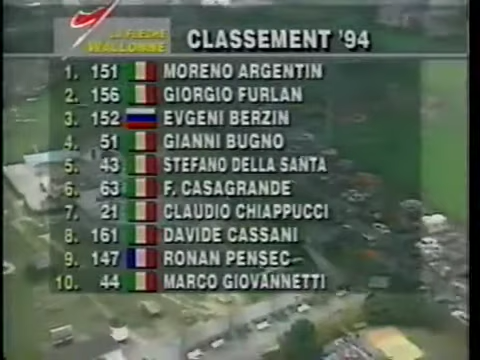 LA FLECHE
WALLONNE
CLASSEMENT '94
1. 151 MORENO ARGENTIN
2. 156 GIORGIO FURLAN
3. 152 EVGENI BERZIN
4. 51 GIANNI BUGNO
5. 43 STEFANO DELLA SANTA
6. 63 F. CASAGRANDE
7. 21 CLAUDIO CHIAPPUCCI
8. 161 DAVIDE CASSANI
9. 147 RONAN PENSEC
10. 44 MARCO GIOVANNETTI